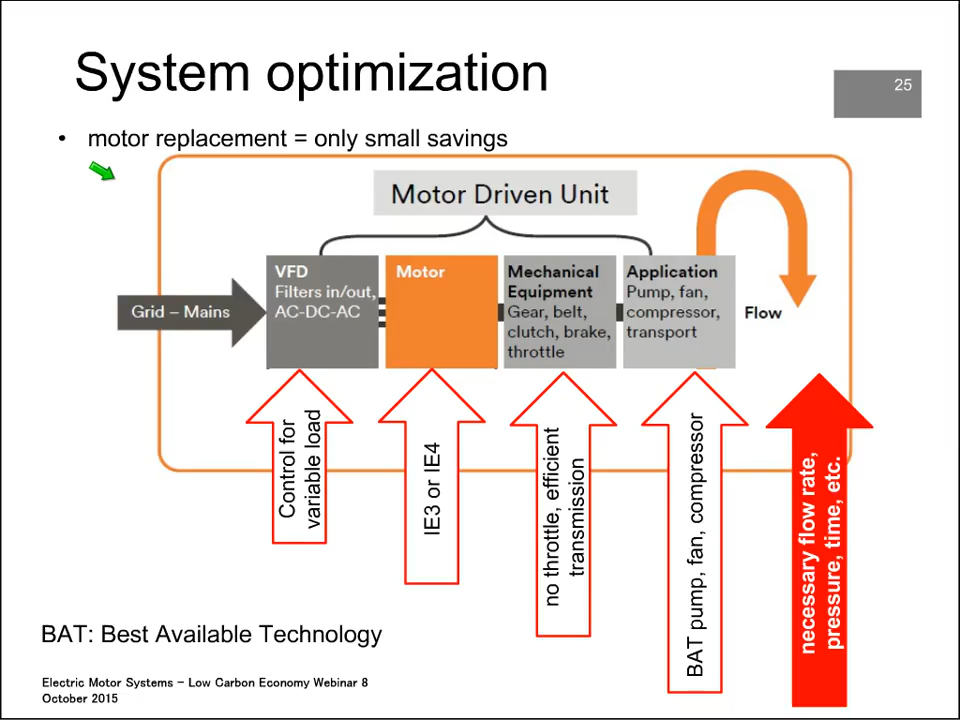 System optimization
25
• motor replacement = only small savings
Motor Driven Unit
Grid – Mains
VFD
Filters in/out,
AC-DC-AC
Motor
Mechanical
Equipment
Gear, belt,
clutch, brake,
throttle
Application
Pump, fan,
compressor,
transport
Flow
Control for
variable load
IE3 or IE4
no throttle, efficient
transmission
BAT pump, fan, compressor
necessary flow rate,
pressure, time, etc.
BAT: Best Available Technology
Electric Motor Systems – Low Carbon Economy Webinar 8
October 2015